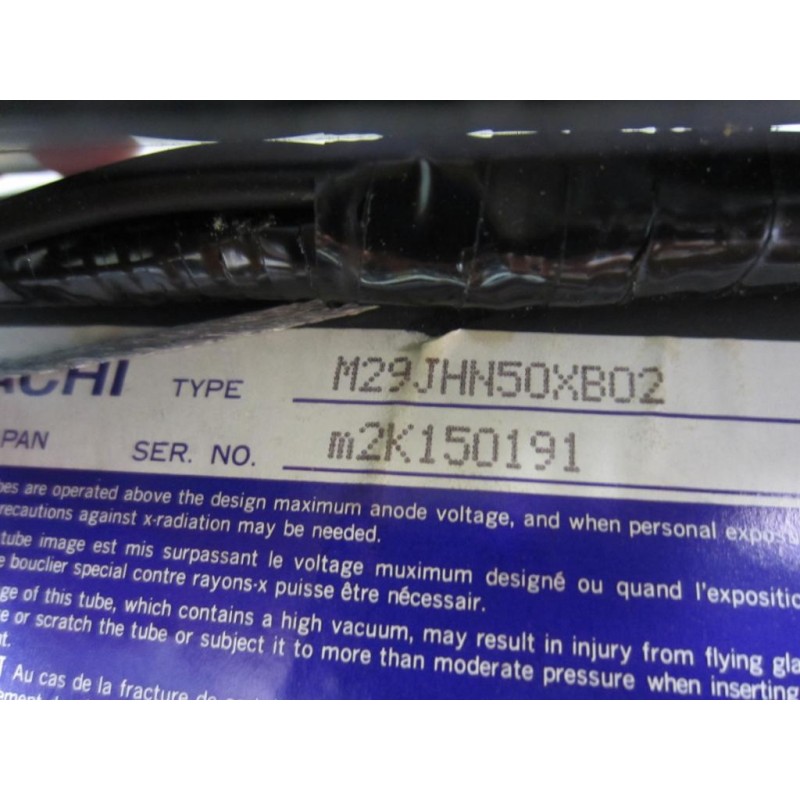 ACHI TYPE M29JHN50XB02
PAN SER. NO. m2K150191
bes are operated above the design maximum anode voltage, and when personal expos
recautions against x-radiation may be needed.
tube image est mis surpassant le voltage muximum designé ou quand l'expositio
e bouclier special contre rayons-x puisse être nécessair.
ge of this tube, which contains a high vacuum, may result in injury from flying gla
e or scratch the tube or subject it to more than moderate pressure when inserting
nt.
T Au cas de la fracture de